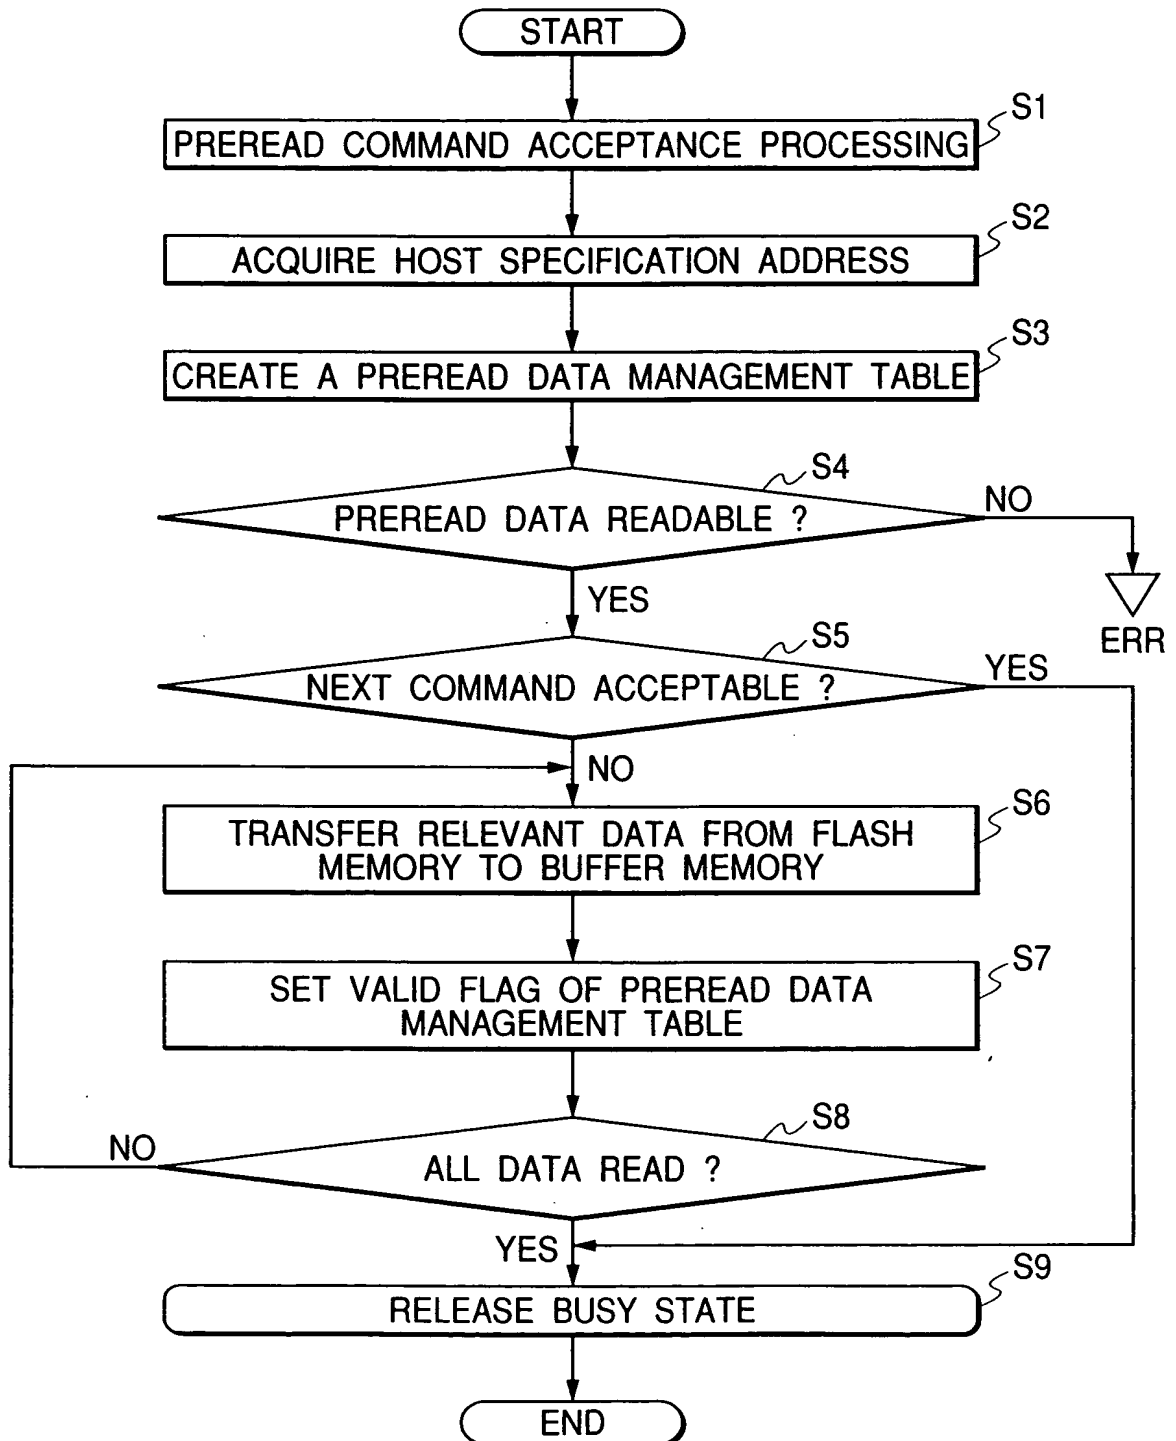 START
S1
PREREAD COMMAND ACCEPTANCE PROCESSING
S2
ACQUIRE HOST SPECIFICATION ADDRESS
S3
CREATE A PREREAD DATA MANAGEMENT TABLE
S4
PREREAD DATA READABLE ?
NO
ERR
YES
S5
NEXT COMMAND ACCEPTABLE ?
YES
NO
S6
TRANSFER RELEVANT DATA FROM FLASH
MEMORY TO BUFFER MEMORY
S7
SET VALID FLAG OF PREREAD DATA
MANAGEMENT TABLE
S8
NO
ALL DATA READ ?
YES
S9
RELEASE BUSY STATE
END